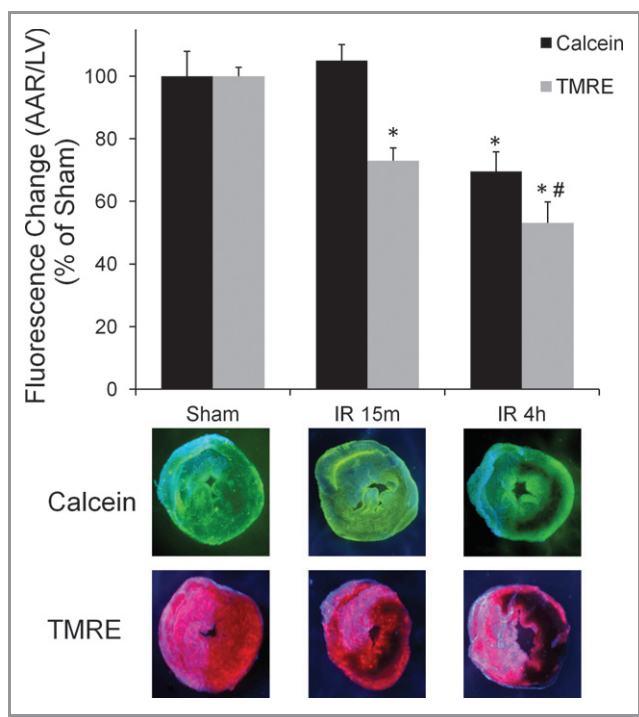 Fluorescence Change (AAR/LV)
(% of Sham)
100
80
60
40
20
0
Calcein
TMRE
*
*
* #
Sham
IR 15m
IR 4h
Calcein
TMRE